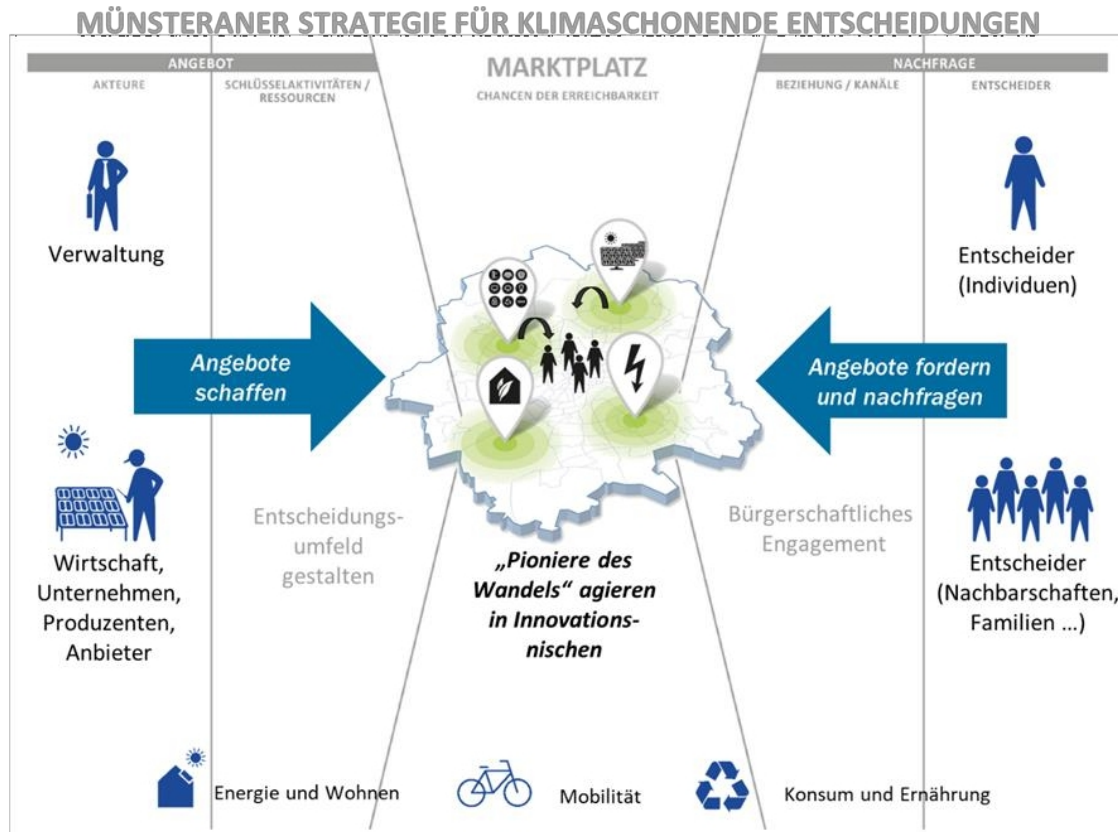 MÜNSTERANER STRATEGIE FÜR KLIMASCHONENDE ENTSCHEIDUNGEN
ANGEBOT
AKTEURE
SCHLÜSSELAKTIVITÄTEN /
RESSOURCEN
MARKTPLATZ
CHANCEN DER ERREICHBARKEIT
NACHFRAGE
BEZIEHUNG / KANÄLE
ENTSCHEIDER
Verwaltung
Angebote
schaffen
Wirtschaft,
Unternehmen,
Produzenten,
Anbieter
Entscheidungs-
umfeld
gestalten
„Pioniere des
Wandels“ agieren
in Innovations-
nischen
Bürgerschaftliches
Engagement
Entscheider
(Individuen)
Angebote fordern
und nachfragen
Entscheider
(Nachbarschaften,
Familien ...)
Energie und Wohnen
Mobilität
Konsum und Ernährung